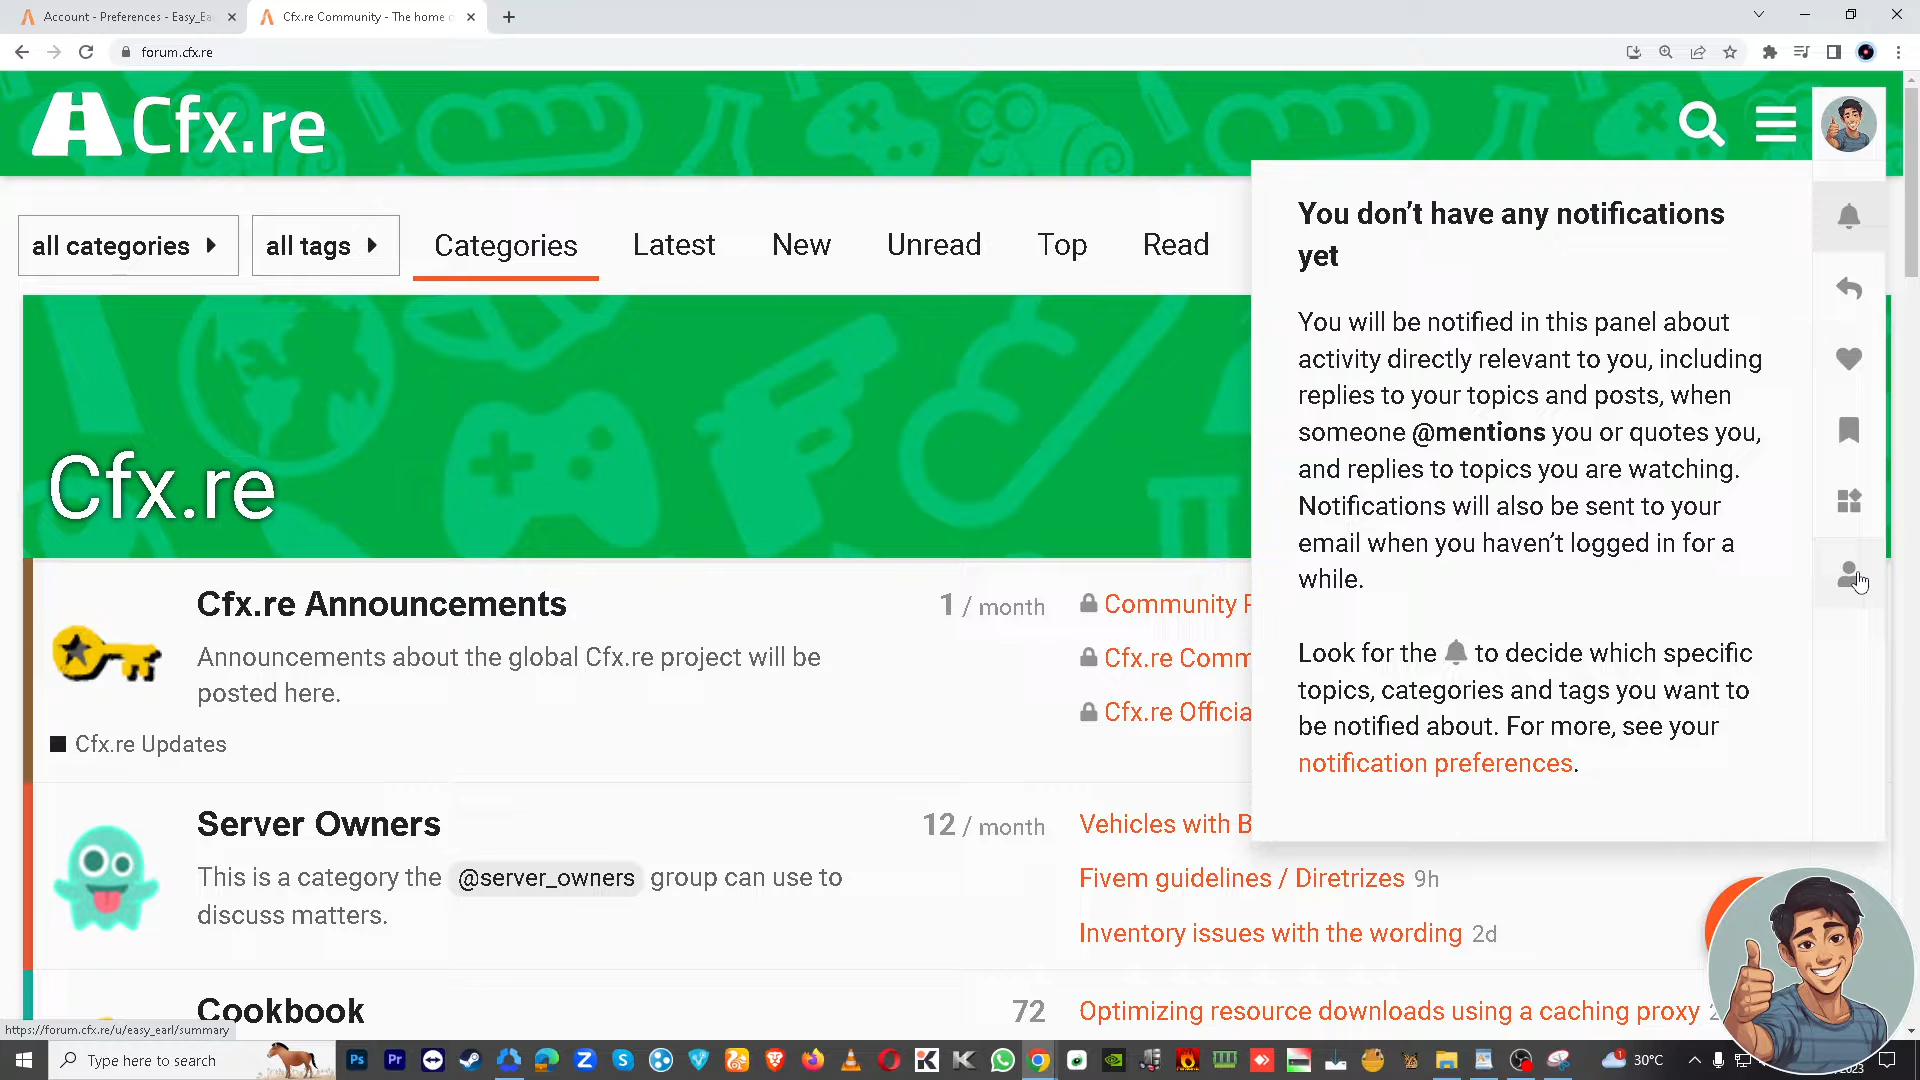 Account - Preferences - Easy_Ea
Cfx.re Community - The home o
forum.cfx.re
Cfx.re
all categories
all tags
Categories
Latest
New
Unread
Top
Read
Cfx.re
You don't have any notifications
yet
You will be notified in this panel about
activity directly relevant to you, including
replies to your topics and posts, when
someone @mentions you or quotes you,
and replies to topics you are watching.
Notifications will also be sent to your
email when you haven't logged in for a
while.
Look for the to decide which specific
topics, categories and tags you want to
be notified about. For more, see your
notification preferences.
Cfx.re Announcements
Announcements about the global Cfx.re project will be
posted here.
Cfx.re Updates
1 / month
Community
Cfx.re Comm
Cfx.re Officia
Server Owners
This is a category the @server_owners group can use to
discuss matters.
12 / month
Vehicles with B
Fivem guidelines / Diretrizes 9h
Inventory issues with the wording 2d
Cookbook
72
Optimizing resource downloads using a caching proxy
https://forum.cfx.re/u/easy_earl/summary
Type here to search
30°C